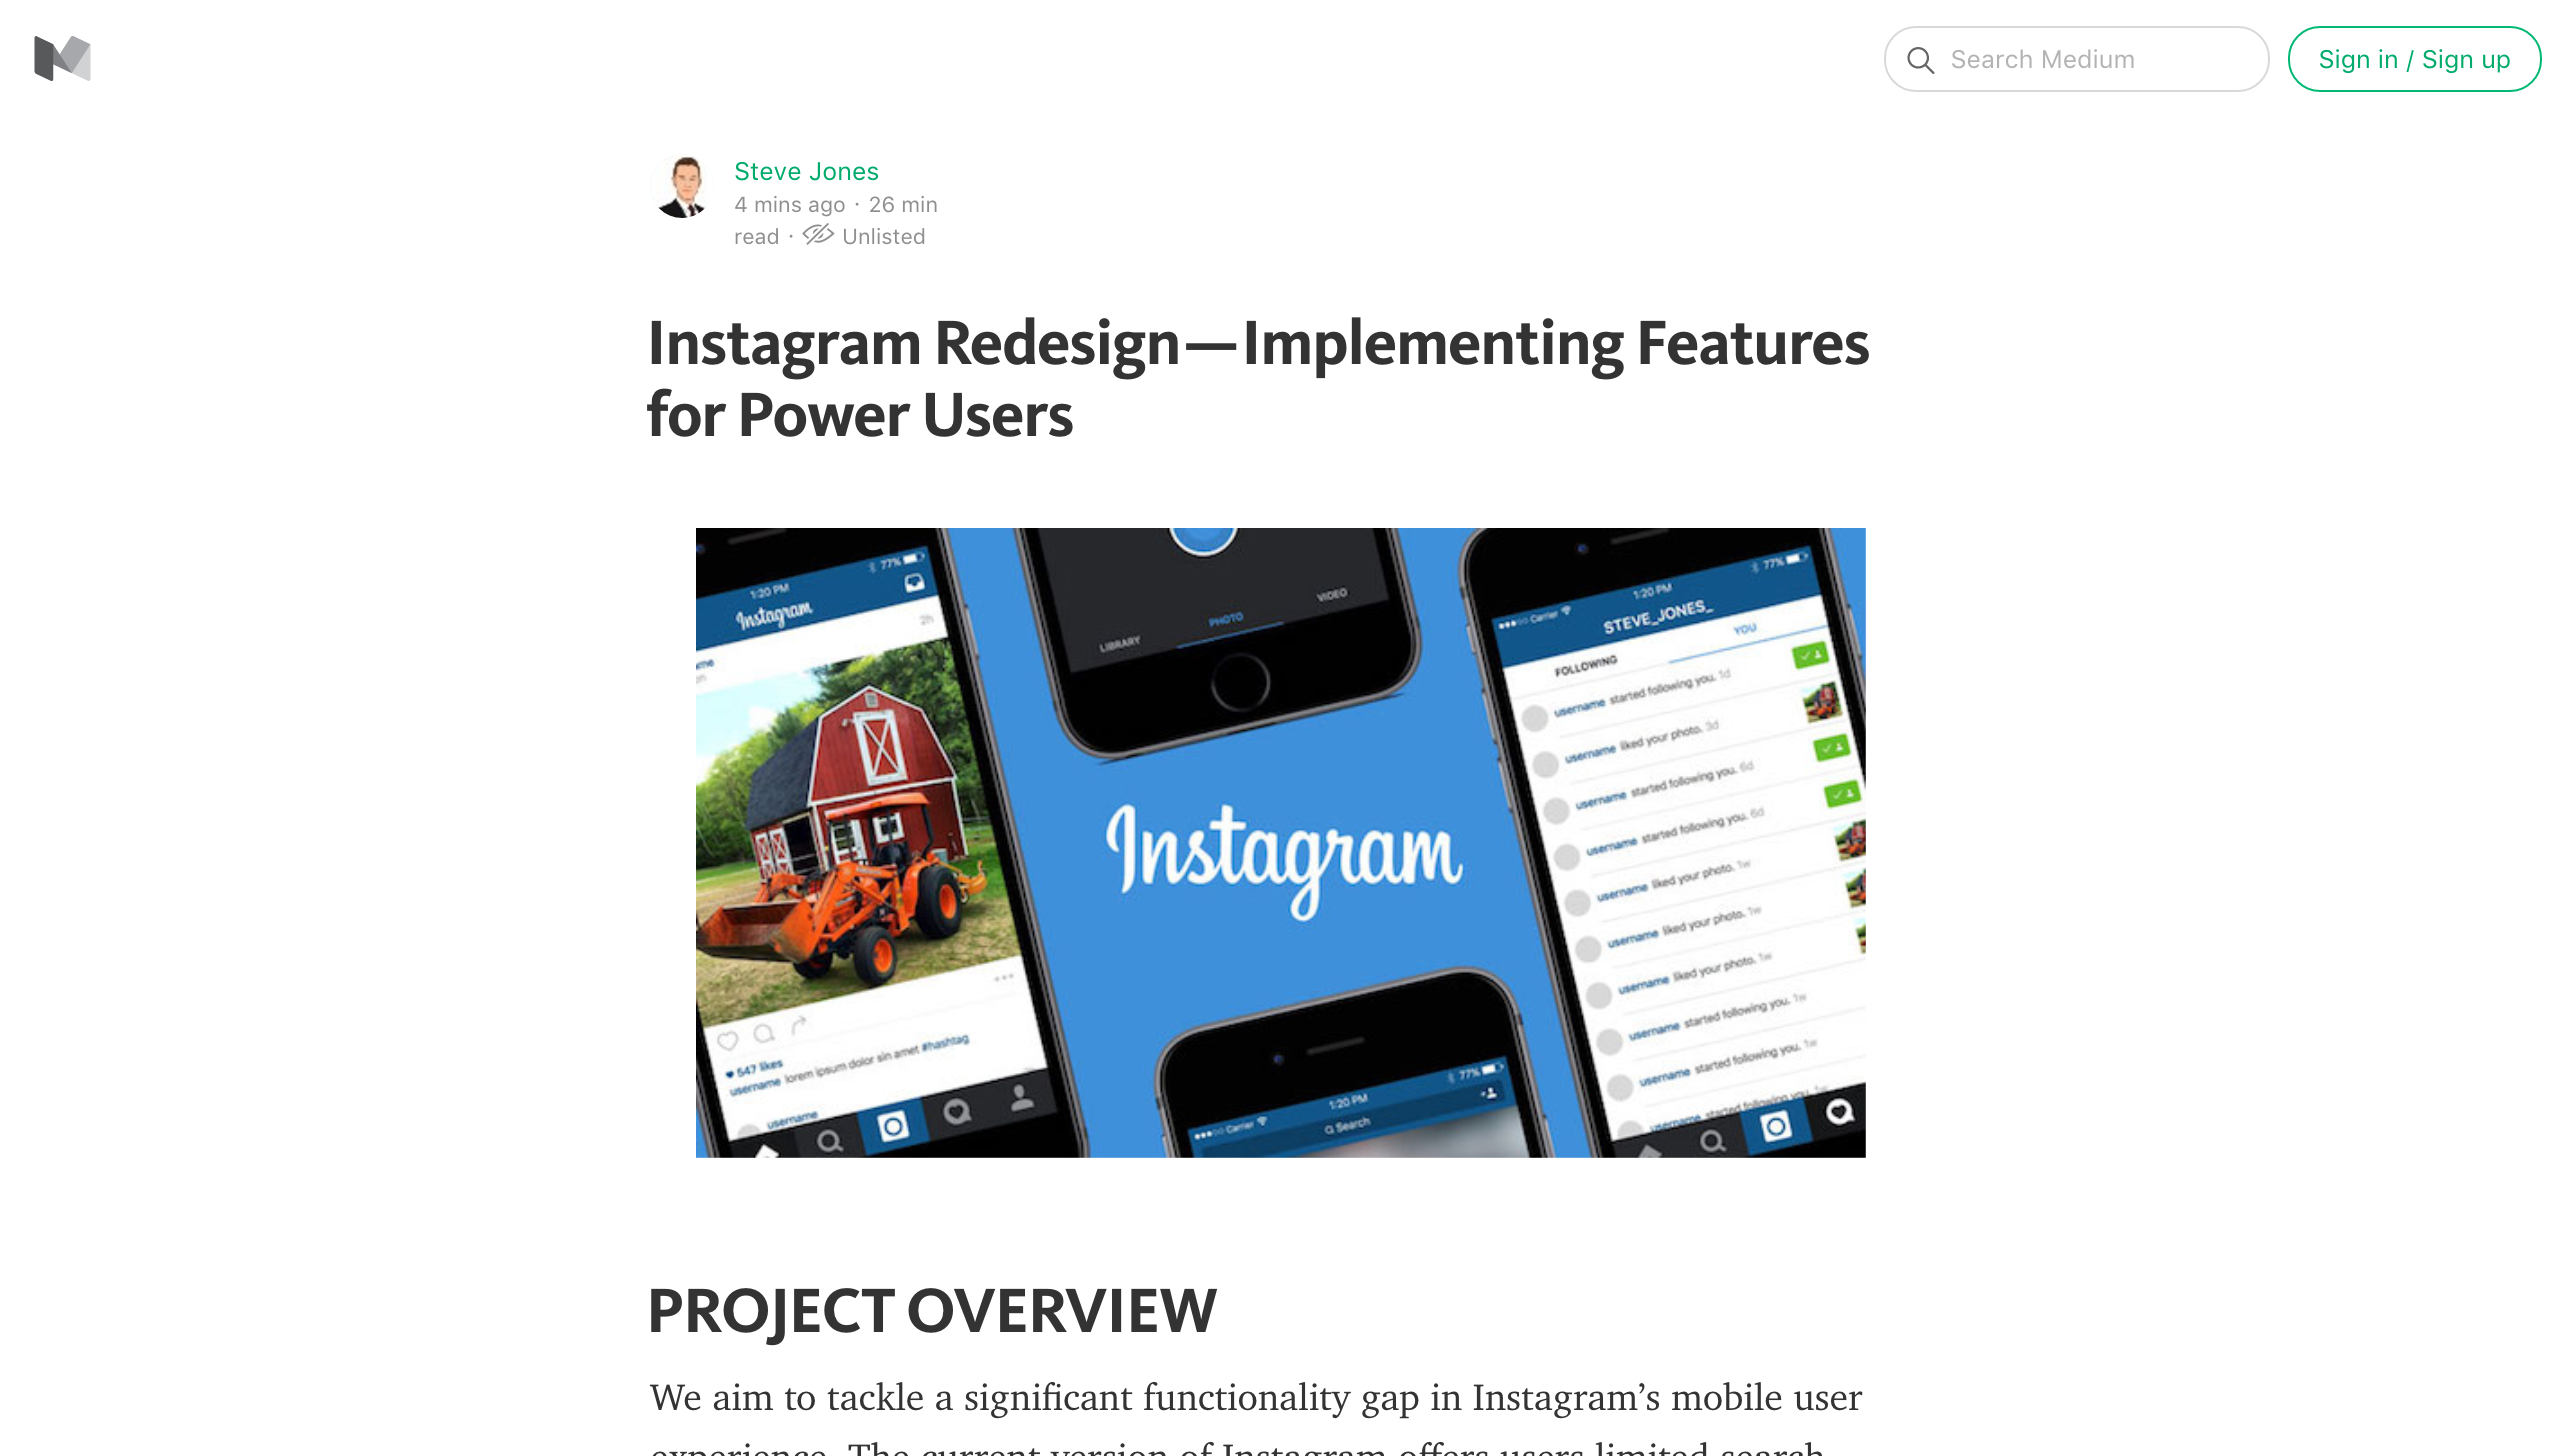 Search Medium
Sign in / Sign up
Steve Jones
4 mins ago · 26 min
read · Unlisted
Instagram Redesign—Implementing Features
for Power Users
77%
1:20 PM
Instagram
2h
547 likes
username lorem ipsum dolor sin amet #hashtag
username
LIBRARY
PHOTO
VIDEO
Instagram
77%
Carrier
1:20 PM
Search
77%
Carrier
1:20 PM
STEVE_JONES_
FOLLOWING
YOU
username started following you. 1d
username liked your photo. 3d
username started following you. 6d
username started following you. 6d
username liked your photo. 1w
username liked your photo. 1w
username liked your photo. 1w
username started following you. 1w
username started following you. 1w
username started following you. 1w
PROJECT OVERVIEW
We aim to tackle a significant functionality gap in Instagram’s mobile user
experience. The current version of Instagram offers users limited search